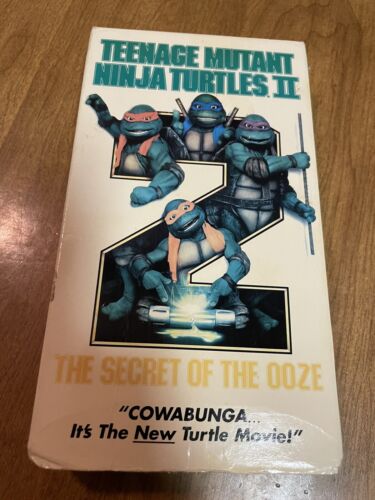 TEENAGE MUTANT
NINJA TURTLES II
THE SECRET OF THE OOZE
"COWABUNGA...
It's The New Turtle Movie!"